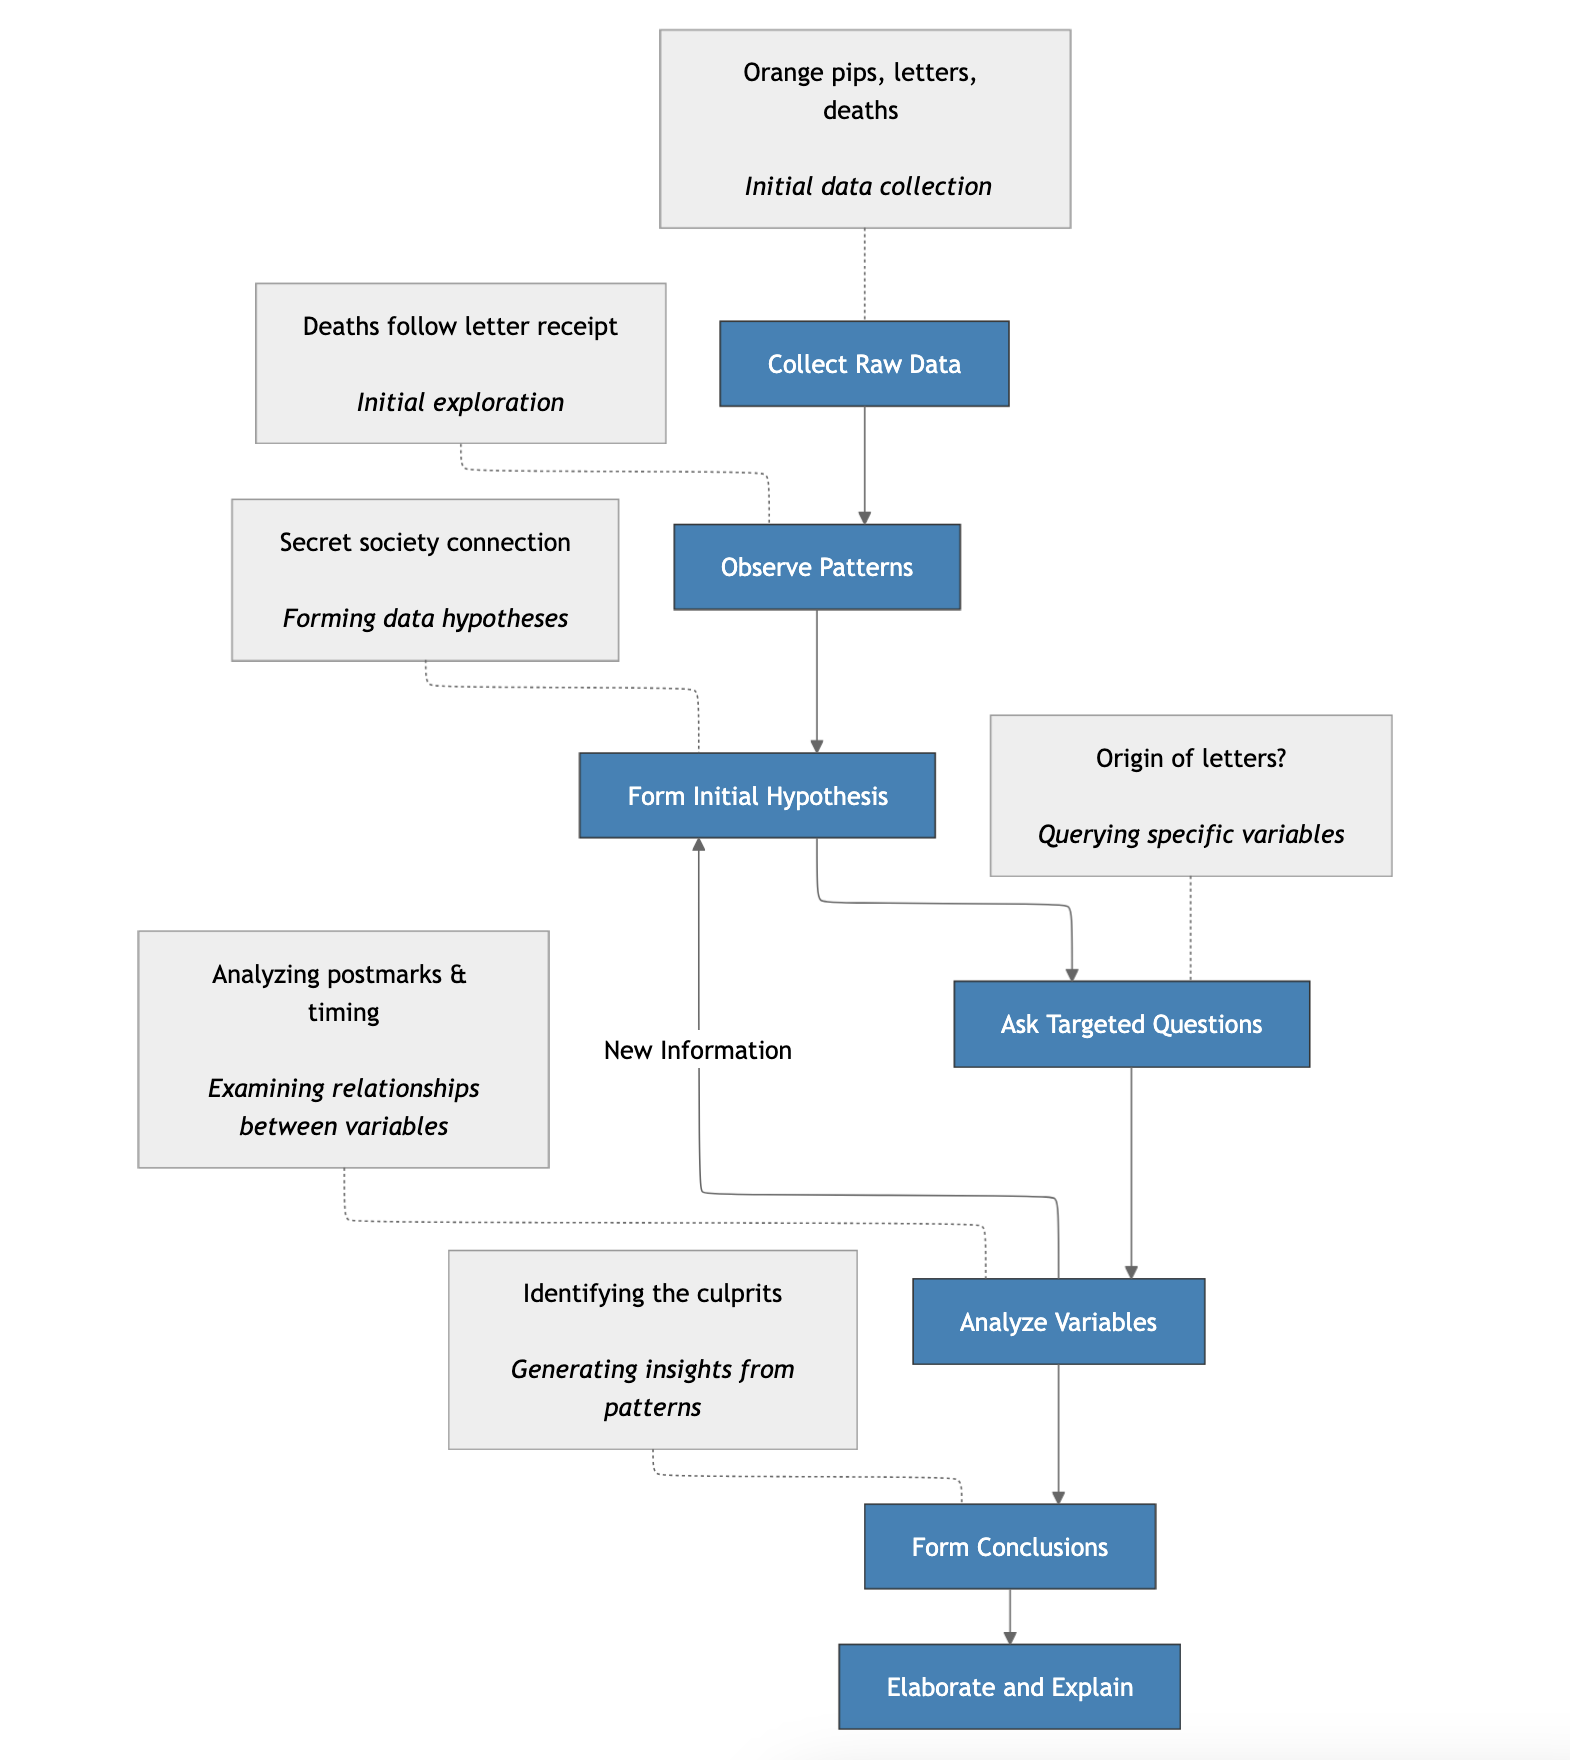 Orange pips, letters,
deaths
Initial data collection
Collect Raw Data
Deaths follow letter receipt
Initial exploration
Observe Patterns
Secret society connection
Forming data hypotheses
Form Initial Hypothesis
Origin of letters?
Querying specific variables
Ask Targeted Questions
New Information
Analyzing postmarks &
timing
Examining relationships
between variables
Analyze Variables
Identifying the culprits
Generating insights from
patterns
Form Conclusions
Elaborate and Explain